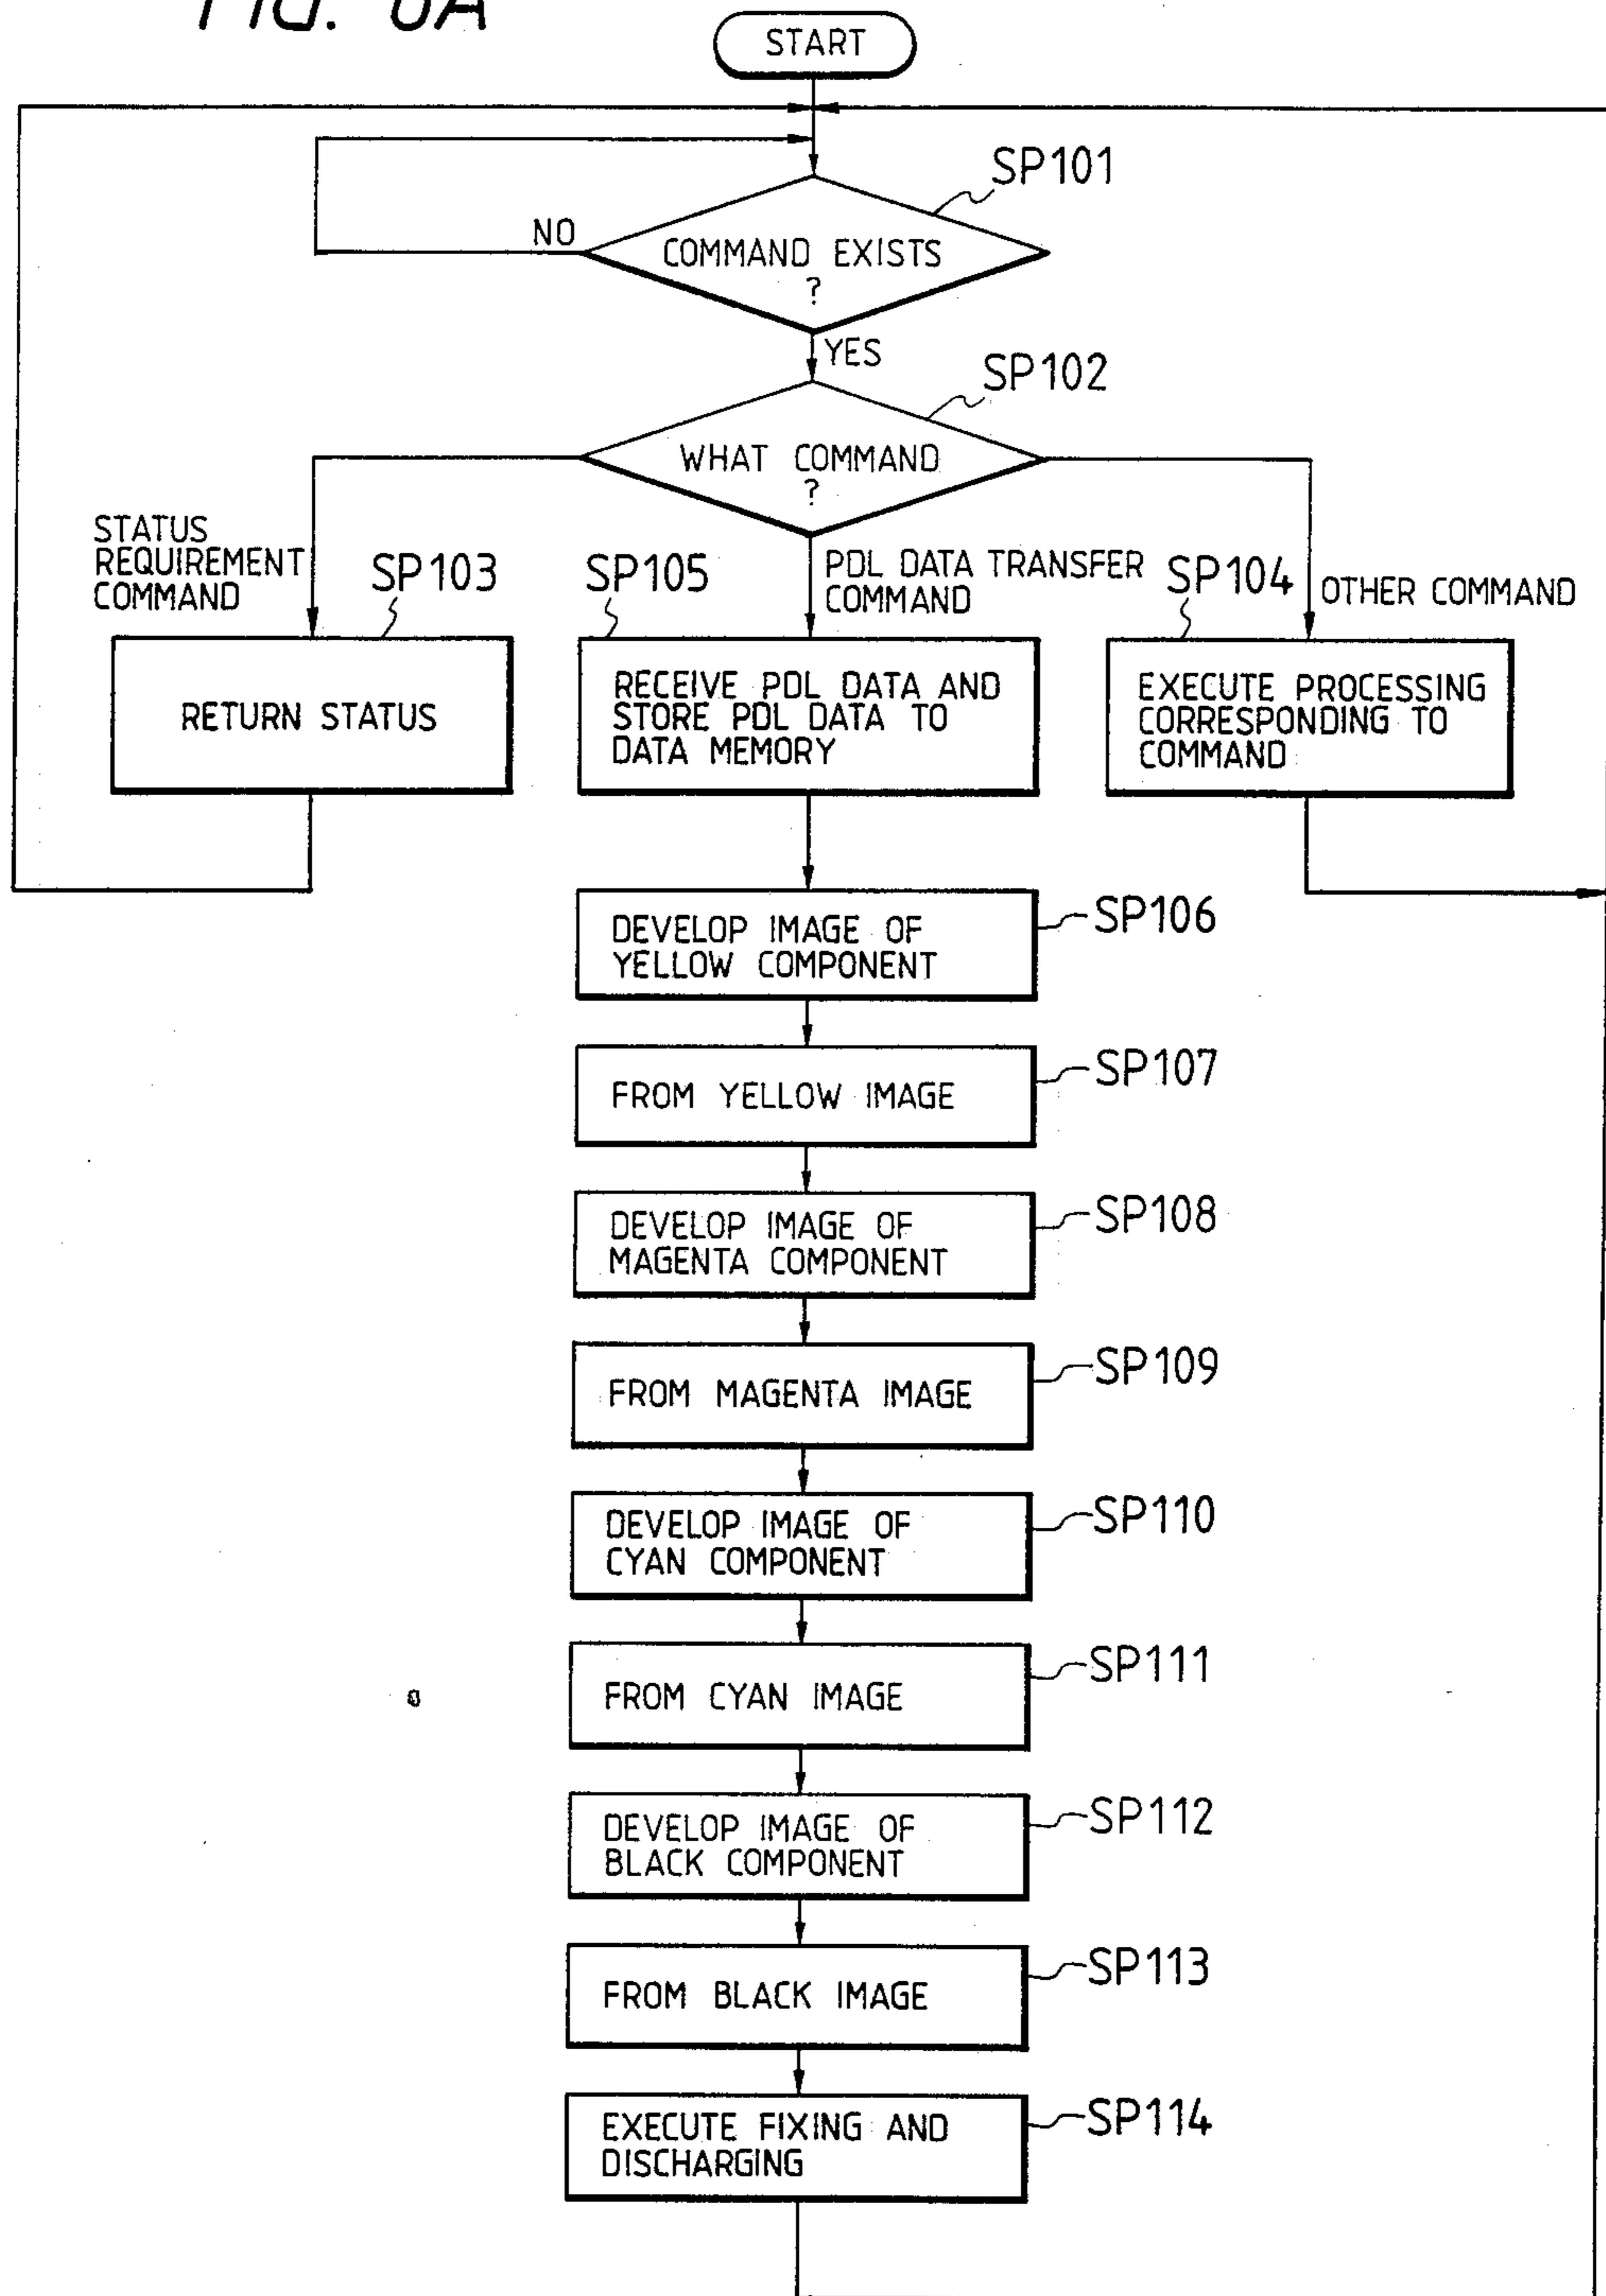 FIG. 6A
START
SP101
NO
COMMAND EXISTS
?
YES
SP102
WHAT COMMAND
?
STATUS
REQUIREMENT
COMMAND
SP103
SP105
PDL DATA TRANSFER
COMMAND
SP104
OTHER COMMAND
RETURN STATUS
RECEIVE PDL DATA AND
STORE PDL DATA TO
DATA MEMORY
EXECUTE PROCESSING
CORRESPONDING TO
COMMAND
DEVELOP IMAGE OF
YELLOW COMPONENT
SP106
FROM YELLOW IMAGE
SP107
DEVELOP IMAGE OF
MAGENTA COMPONENT
SP108
FROM MAGENTA IMAGE
SP109
DEVELOP IMAGE OF
CYAN COMPONENT
SP110
FROM CYAN IMAGE
SP111
DEVELOP IMAGE OF
BLACK COMPONENT
SP112
FROM BLACK IMAGE
SP113
EXECUTE FIXING AND
DISCHARGING
SP114